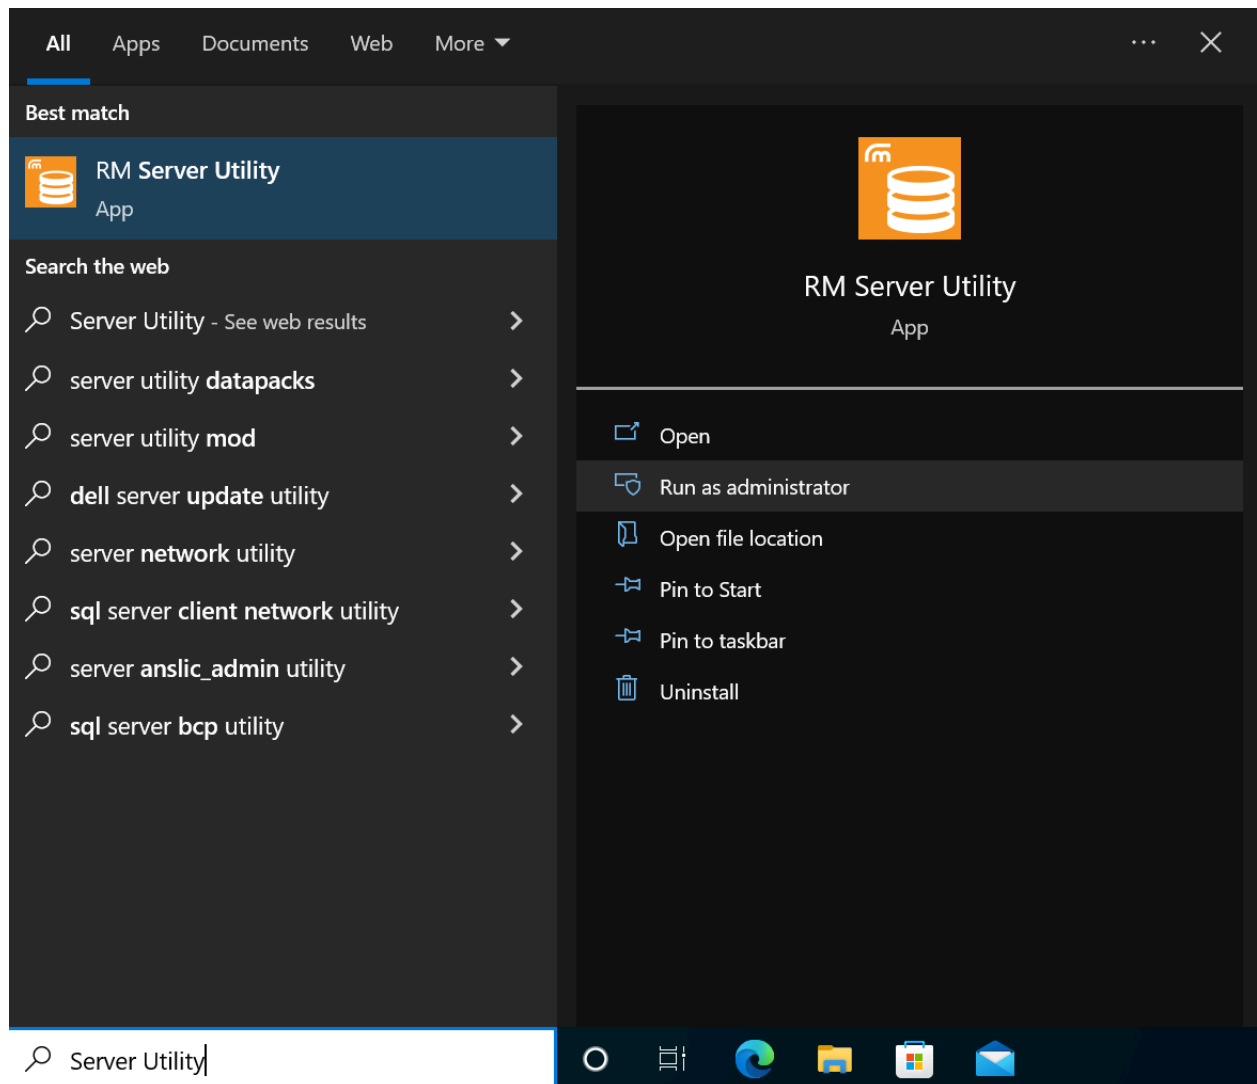 All Apps Documents Web More
Best match
RM Server Utility
App
Search the web
Server Utility - See web results
server utility datapacks
server utility mod
dell server update utility
server network utility
sql server client network utility
server anslic_admin utility
sql server bcp utility
RM Server Utility
App
Open
Run as administrator
Open file location
Pin to Start
Pin to taskbar
Uninstall
Server Utility